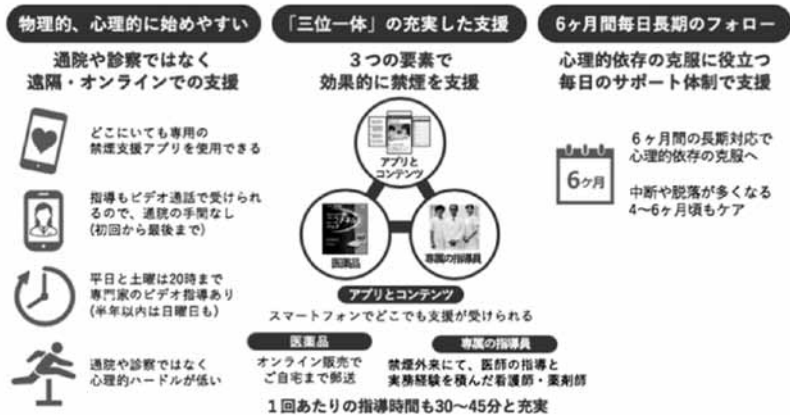 物理的、心理的に始めやすい
通院や診察ではなく
遠隔・オンラインでの支援
どこにいても専用の
禁煙支援アプリを使用できる
指導もビデオ通話で受けられ
るので、通院の手間なし
(初回から最後まで)
平日と土曜は20時まで
専門家のビデオ指導あり
(半年以内は日曜日も)
通院や診察ではなく
心理的ハードルが低い
「三位一体」の充実した支援
3つの要素で
効果的に禁煙を支援
アプリと
コンテンツ
医薬品
専属の指導員
アプリとコンテンツ
スマートフォンでどこでも支援が受けられる
医薬品
オンライン販売で
ご自宅まで郵送
専属の指導員
禁煙外来にて、医師の指導と
実務経験を積んだ看護師・薬剤師
1回あたりの指導時間も30〜45分と充実
6ヶ月間毎日長期のフォロー
心理的依存の克服に役立つ
毎日のサポート体制で支援
6ケ月
6ヶ月間の長期対応で
心理的依存の克服へ
中断や脱落が多くなる
4〜6ヶ月頃もケア